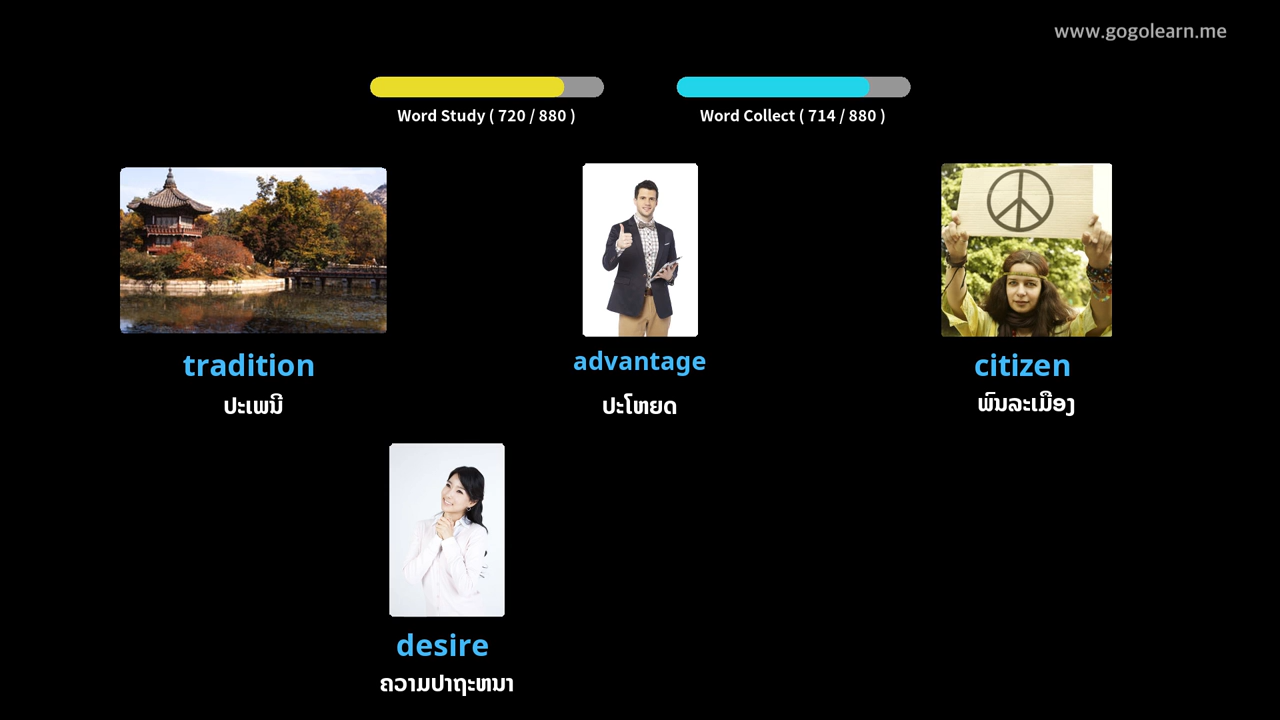 www.gogolearn.me
Word Study ( 720 / 880 )
Word Collect ( 714 / 880 )
tradition
ປະເພນີ
advantage
ປະໂຫຍດ
citizen
ພົນລະເມືອງ
desire
ຄວາມປາຖະຫນາ